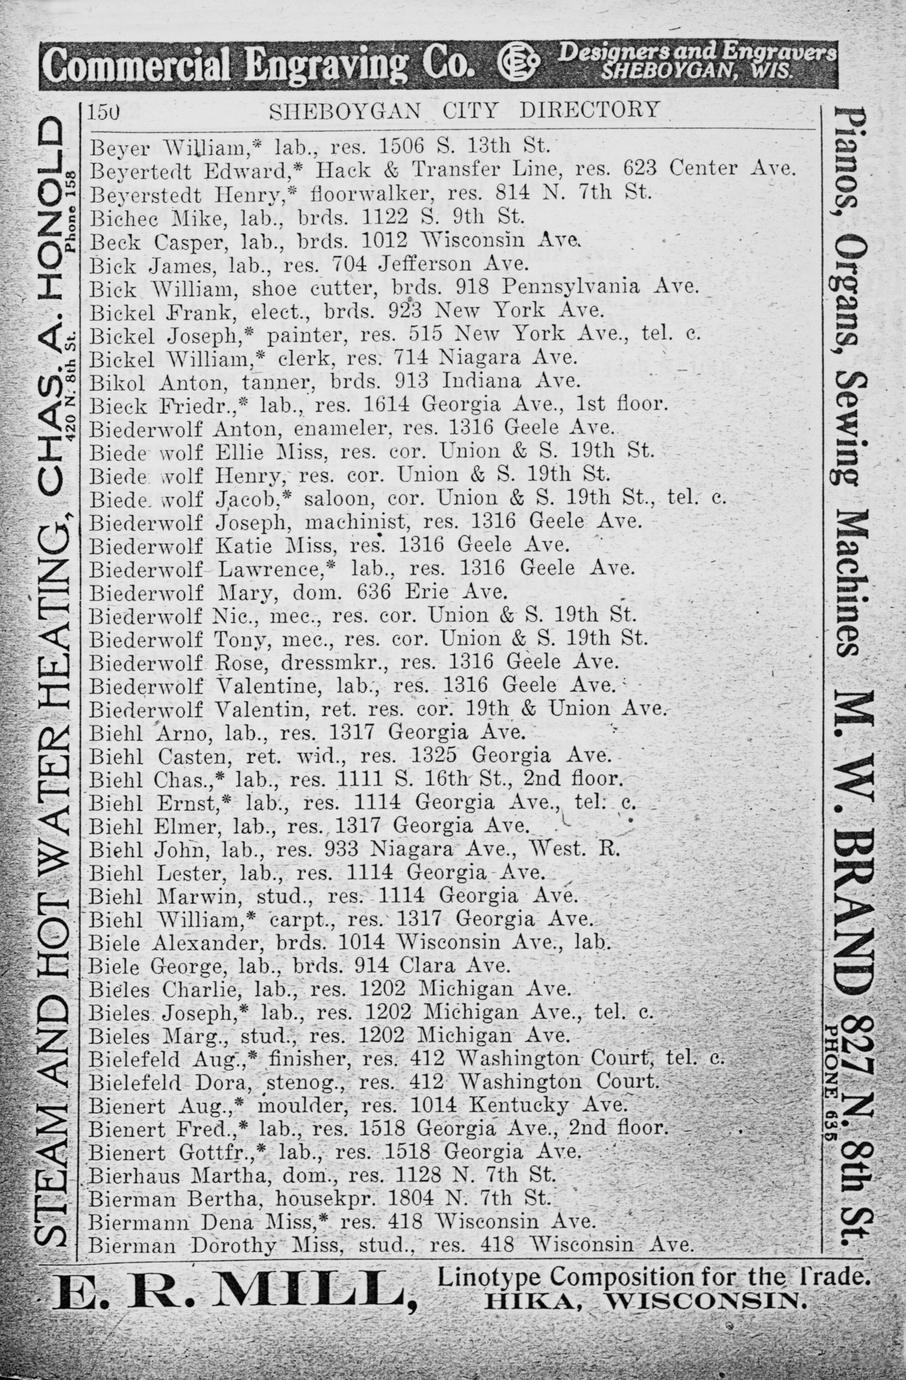 Commercial Engraving Co. CEC Designers and Engravers
SHEBOYGAN, WIS.
150 SHEBOYGAN CITY DIRECTORY
Beyer William,* lab., res. 1506 S. 13th St.
Beyertedt Edward,* Hack & Transfer Line, res. 623 Center Ave.
Beyerstedt Henry,* floorwalker, res. 814 N. 7th St.
Bichec Mike, lab., brds. 1122 S. 9th St.
Beck Casper, lab., brds. 1012 Wisconsin Ave.
Bick James, lab., res. 704 Jefferson Ave.
Bick William, shoe cutter, brds. 918 Pennsylvania Ave.
Bickel Frank, elect., brds. 923 New York Ave.
Bickel Joseph,* painter, res. 515 New York Ave., tel. c.
Bickel William,* clerk, res. 714 Niagara Ave.
Bikol Anton, tanner, brds. 913 Indiana Ave.
Bieck Friedr.,* lab., res. 1614 Georgia Ave., 1st floor.
Biederwolf Anton, enameler, res. 1316 Geele Ave.
Biede wolf Ellie Miss, res. cor. Union & S. 19th St.
Biede wolf Henry, res. cor. Union & S. 19th St.
Biede wolf Jacob,* saloon, cor. Union & S. 19th St., tel. c.
Biederwolf Joseph, machinist, res. 1316 Geele Ave.
Biederwolf Katie Miss, res. 1316 Geele Ave.
Biederwolf Lawrence,* lab., res. 1316 Geele Ave.
Biederwolf Mary, dom. 636 Erie Ave.
Biederwolf Nic., mec., res. cor. Union & S. 19th St.
Biederwolf Tony, mec., res. cor. Union & S. 19th St.
Biederwolf Rose, dressmkr., res. 1316 Geele Ave.
Biederwolf Valentine, lab., res. 1316 Geele Ave.
Biederwolf Valentin, ret. res. cor. 19th & Union Ave.
Biehl Arno, lab., res. 1317 Georgia Ave.
Biehl Casten, ret. wid., res. 1325 Georgia Ave.
Biehl Chas.,* lab., res. 1111 S. 16th St., 2nd floor.
Biehl Ernst,* lab., res. 1114 Georgia Ave., tel. c.
Biehl Elmer, lab., res. 1317 Georgia Ave.
Biehl John, lab., res. 933 Niagara Ave., West. R.
Biehl Lester, lab., res. 1114 Georgia Ave.
Biehl Marwin, stud., res. 1114 Georgia Ave.
Biehl William,* carpt., res. 1317 Georgia Ave.
Biele Alexander, brds. 1014 Wisconsin Ave., lab.
Biele George, lab., brds. 914 Clara Ave.
Bieles Charlie, lab., res. 1202 Michigan Ave.
Bieles Joseph,* lab., res. 1202 Michigan Ave., tel. c.
Bieles Marg., stud., res. 1202 Michigan Ave.
Bielefeld Aug.,* finisher, res. 412 Washington Court, tel. c.
Bielefeld Dora, stenog., res. 412 Washington Court.
Bienert Aug.,* moulder, res. 1014 Kentucky Ave.
Bienert Fred.,* lab., res. 1518 Georgia Ave., 2nd floor.
Bienert Gottfr.,* lab., res. 1518 Georgia Ave.
Bierhaus Martha, dom., res. 1128 N. 7th St.
Bierman Bertha, housekpr. 1804 N. 7th St.
Biermann Dena Miss,* res. 418 Wisconsin Ave.
Bierman Dorothy Miss, stud., res. 418 Wisconsin Ave.
STEAM AND HOT WATER HEATING, CHAS. A. HONOLD
420 N. 8th St. Phone 158
Pianos, Organs, Sewing Machines M. W. BRAND 827 N. 8th St.
PHONE 635
E. R. MILL, Linotype Composition for the Trade.
HIKA, WISCONSIN.